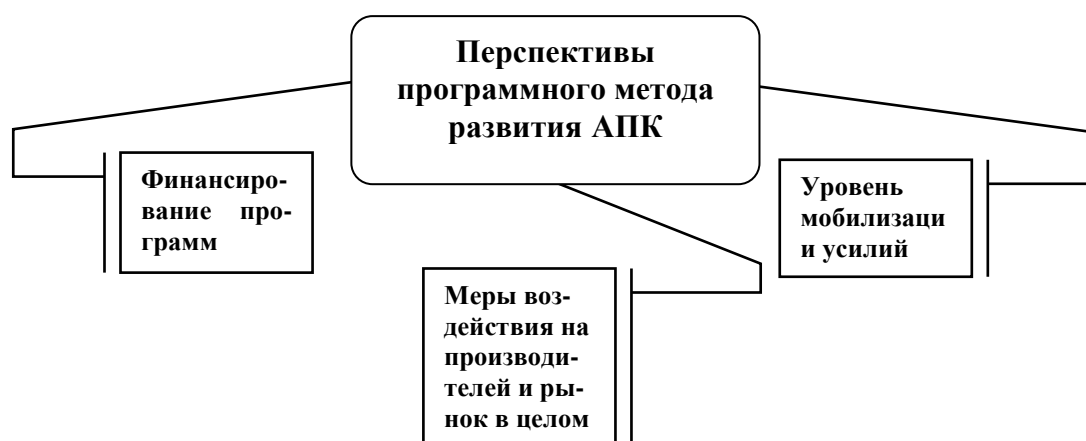 Перспективы
программного метода
развития АПК
Финансиро-
вание про-
грамм
Уровень
мобилизаци
и усилий
Меры воз-
действия на
производи-
телей и ры-
нок в целом